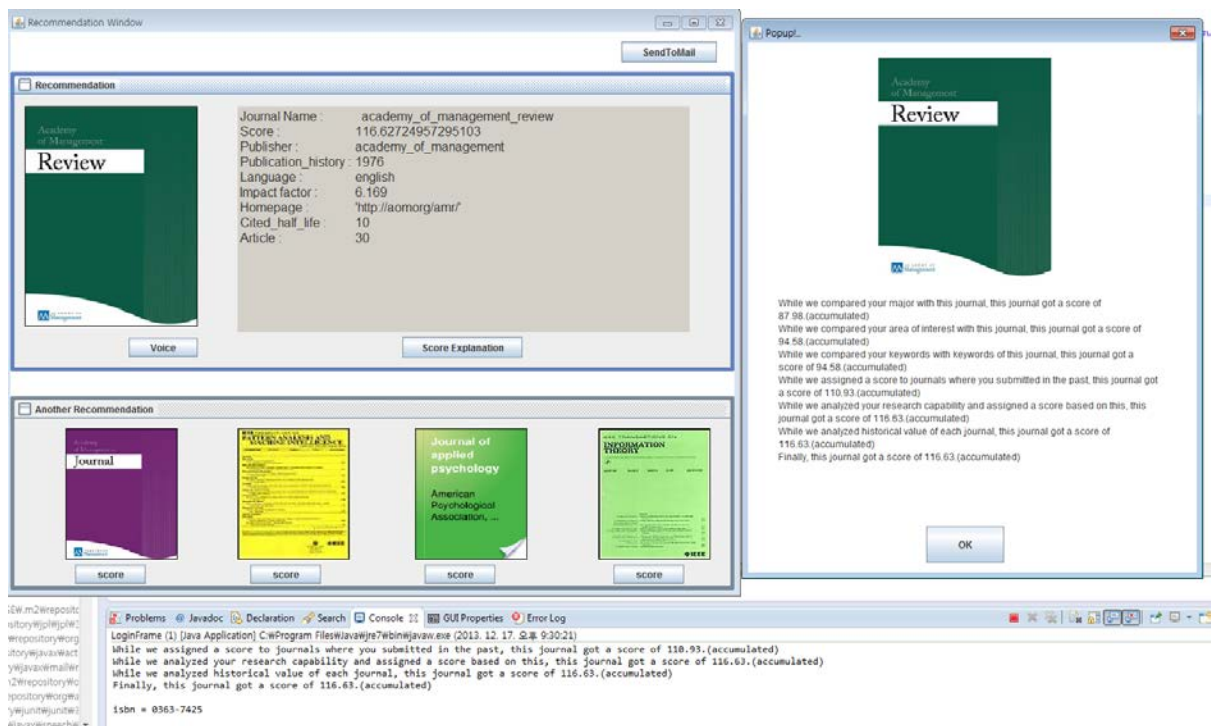 Recommendation Window
SendToMail
Recommendation
Academy
of Management
Review
Management
Journal Name : academy_of_management_review
Score : 116.62724957295103
Publisher : academy_of_management
Publication_history : 1976
Language : english
Impact factor : 6.169
Homepage : 'http://aomorg/amr/'
Cited_half_life : 10
Article : 30
Voice
Score Explanation
Another Recommendation
Journal
PATTERN ANALYSIS AND
MACHINE INTELLIGENCE
Journal of
applied
psychology
American
Psychological
Association, ...
IEEE TRANSACTIONS ON
INFORMATION
THEORY
IEEE
score
score
score
score
Popup!..
Academy
of Management
Review
Management
While we compared your major with this journal, this journal got a score of
87.98.(accumulated)
While we compared your area of interest with this journal, this journal got a score of
94.58.(accumulated)
While we compared your keywords with keywords of this journal, this journal got a
score of 94.58.(accumulated)
While we assigned a score to journals where you submitted in the past, this journal got
a score of 110.93.(accumulated)
While we analyzed your research capability and assigned a score based on this, this
journal got a score of 116.63.(accumulated)
While we analyzed historical value of each journal, this journal got a score of
116.63.(accumulated)
Finally, this journal got a score of 116.63.(accumulated)
OK
Problems @ Javadoc Declaration Search Console GUI Properties Error Log
LoginFrame (1) [Java Application] C:₩Program Files₩Java₩jre7₩bin₩javaw.exe (2013. 12. 17. 오후 9:30:21)
While we assigned a score to journals where you submitted in the past, this journal got a score of 110.93.(accumulated)
While we analyzed your research capability and assigned a score based on this, this journal got a score of 116.63.(accumulated)
While we analyzed historical value of each journal, this journal got a score of 116.63.(accumulated)
Finally, this journal got a score of 116.63.(accumulated)
isbn = 0363-7425